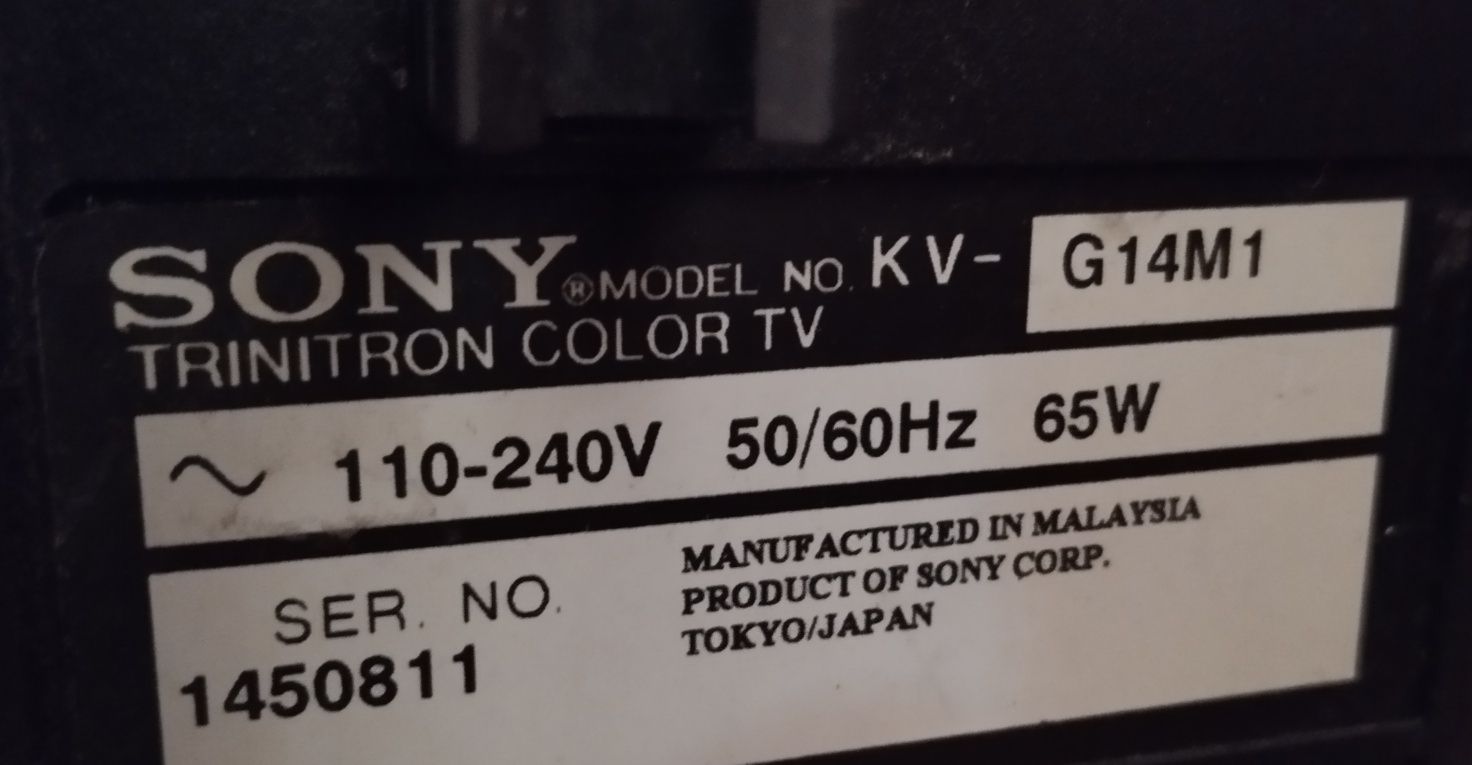 SONY® MODEL NO. KV- G14M1
TRINITRON COLOR TV
~ 110-240V 50/60Hz 65W
SER. NO.
1450811
MANUFACTURED IN MALAYSIA
PRODUCT OF SONY CORP.
TOKYO/JAPAN